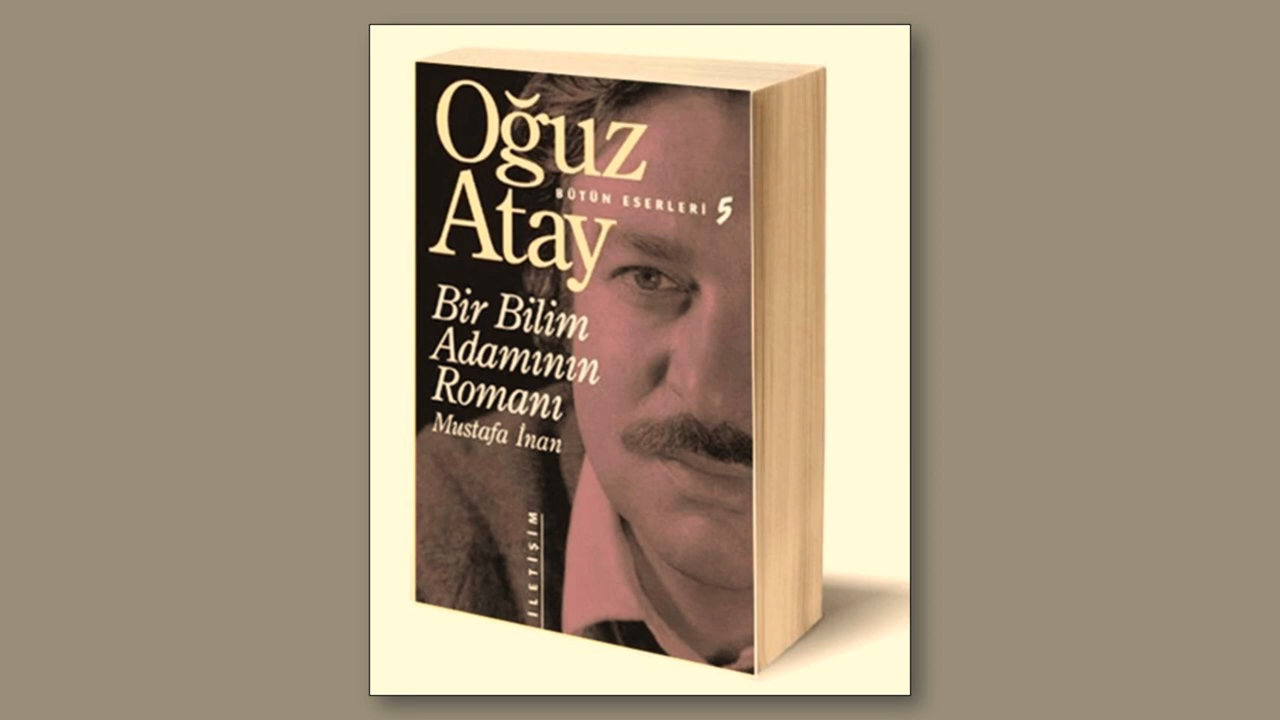 Oğuz
Atay
BÜTÜN ESERLERİ 5
Bir Bilim
Adamının
Romanı
Mustafa İnan
İLETİŞİM